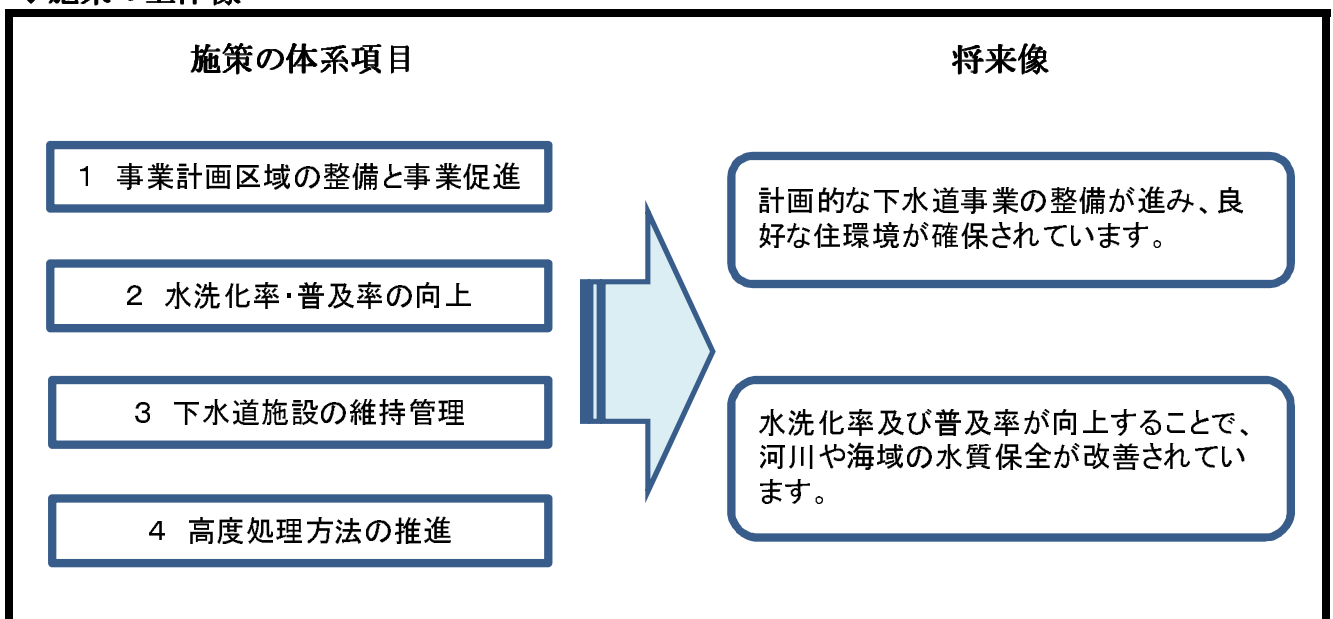 施策の体系項目
将来像
1 事業計画区域の整備と事業促進
2 水洗化率・普及率の向上
3 下水道施設の維持管理
4 高度処理方法の推進
計画的な下水道事業の整備が進み、良
好な住環境が確保されています。
水洗化率及び普及率が向上することで、
河川や海域の水質保全が改善されてい
ます。